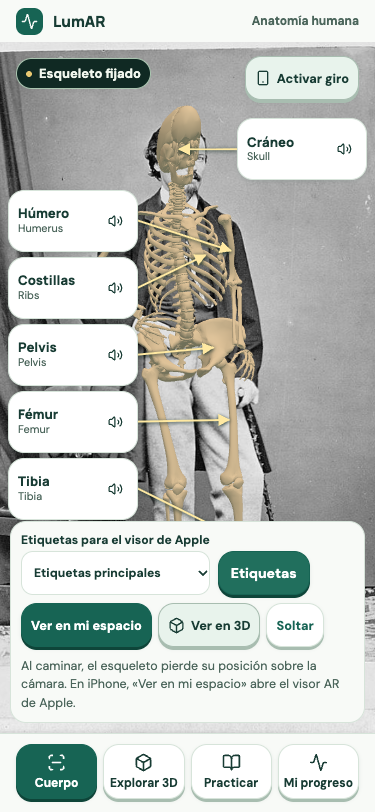 LumAR
Anatomía humana
Esqueleto fijado
Activar giro
Cráneo
Skull
Húmero
Humerus
Costillas
Ribs
Pelvis
Pelvis
Fémur
Femur
Tibia
Tibia
Etiquetas para el visor de Apple
Etiquetas principales
Etiquetas
Ver en mi espacio
Ver en 3D
Soltar
Al caminar, el esqueleto pierde su posición sobre la
cámara. En iPhone, «Ver en mi espacio» abre el visor AR
de Apple.
Cuerpo
Explorar 3D
Practicar
Mi progreso